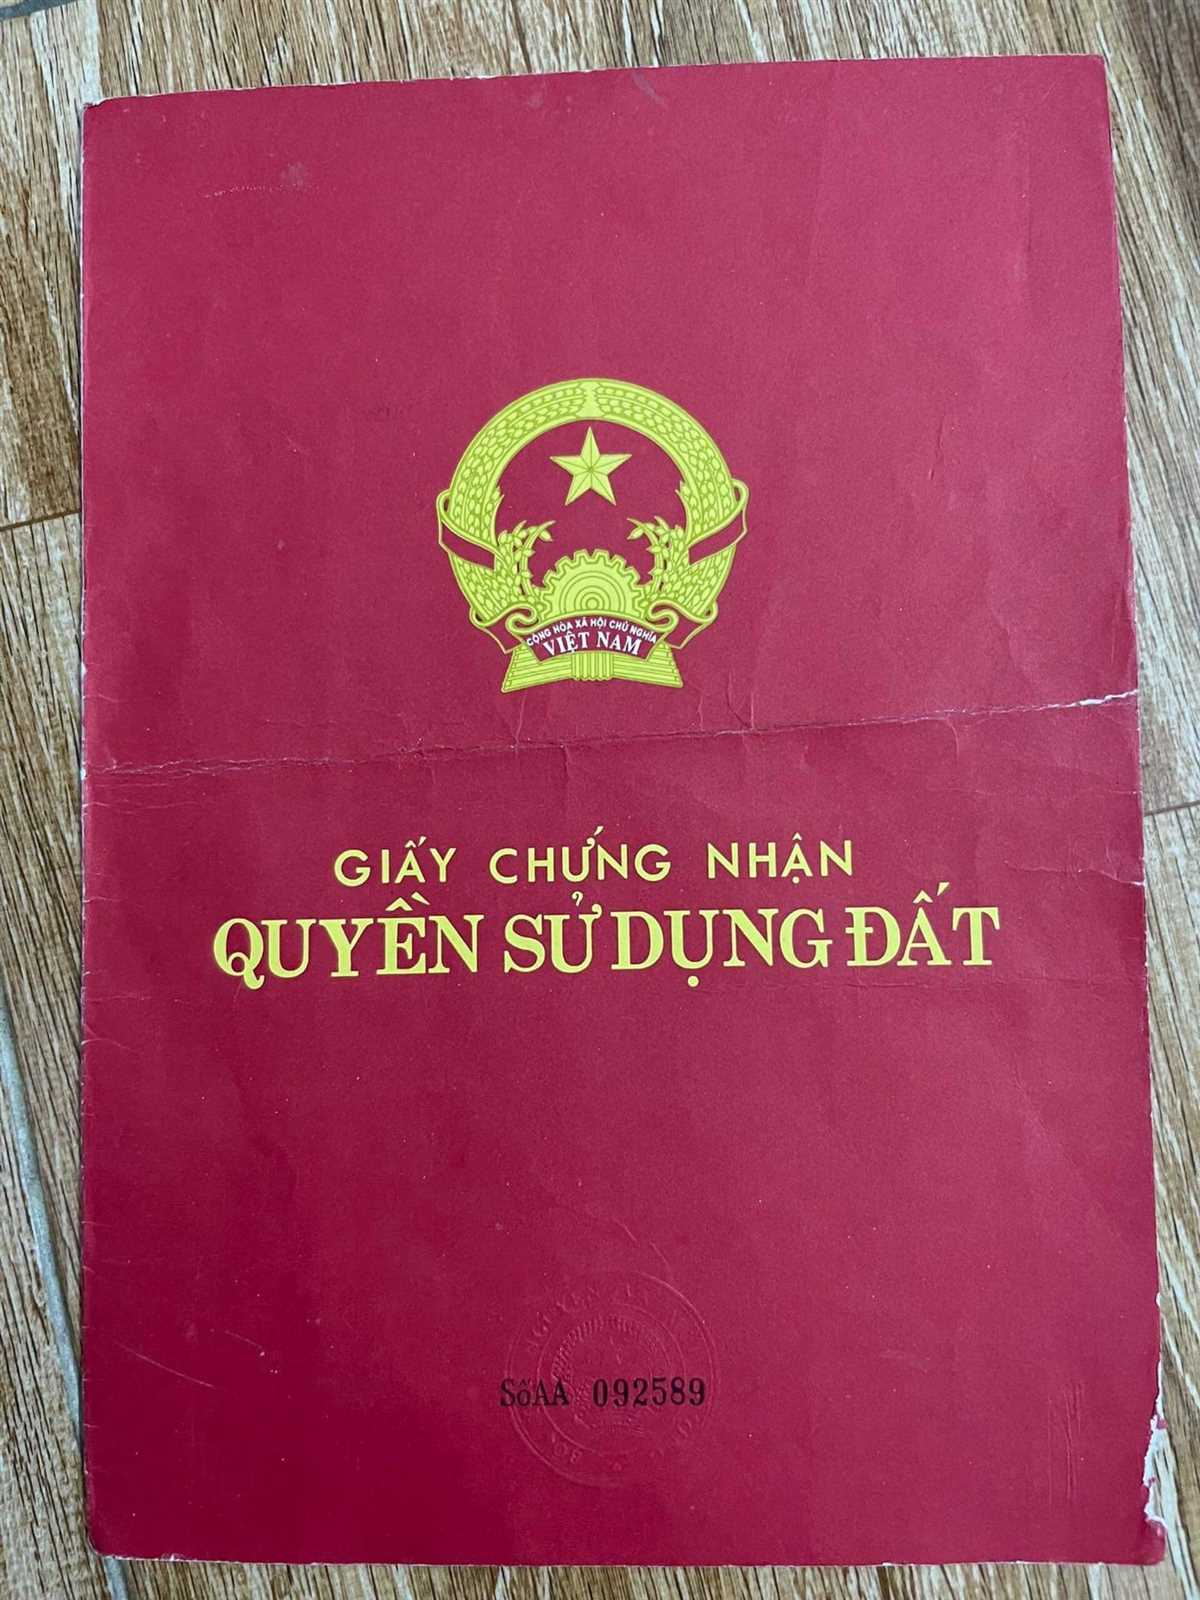 CỘNG HÒA XÃ HỘI CHỦ NGHĨA
VIỆT NAM
GIẤY CHỨNG NHẬN
QUYỀN SỬ DỤNG ĐẤT
SốAA 092589